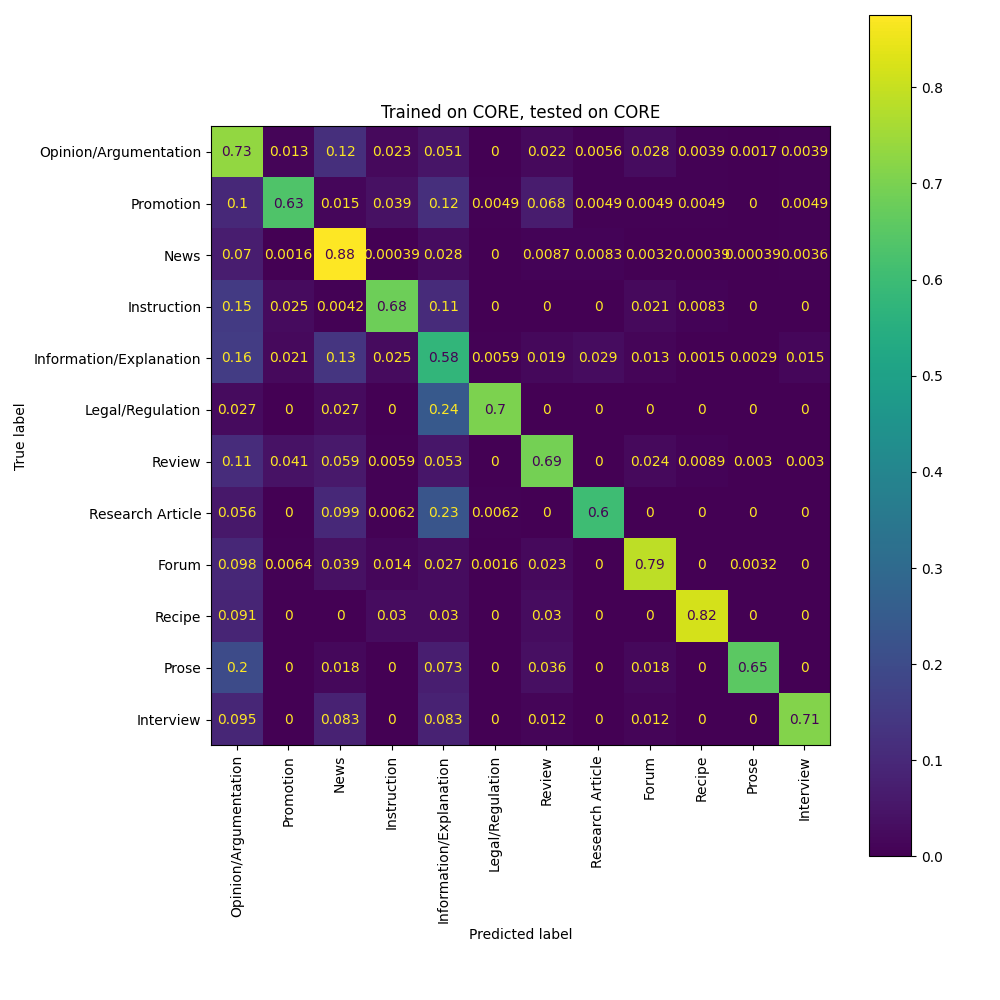 Trained on CORE, tested on CORE
Opinion/Argumentation 0.73 0.013 0.12 0.023 0.051 0 0.022 0.0056 0.028 0.0039 0.0017 0.0039
Promotion 0.1 0.63 0.015 0.039 0.12 0.0049 0.068 0.0049 0.0049 0.0049 0 0.0049
News 0.07 0.0016 0.88 0.00039 0.028 0 0.0087 0.0083 0.0032 0.00039 0.00039 0.0036
Instruction 0.15 0.025 0.0042 0.68 0.11 0 0 0 0.021 0.0083 0 0
Information/Explanation 0.16 0.021 0.13 0.025 0.58 0.0059 0.019 0.029 0.013 0.0015 0.0029 0.015
Legal/Regulation 0.027 0 0.027 0 0.24 0.7 0 0 0 0 0 0
Review 0.11 0.041 0.059 0.0059 0.053 0 0.69 0 0.024 0.0089 0.003 0.003
Research Article 0.056 0 0.099 0.0062 0.23 0.0062 0 0.6 0 0 0 0
Forum 0.098 0.0064 0.039 0.014 0.027 0.0016 0.023 0 0.79 0 0.0032 0
Recipe 0.091 0 0 0.03 0.03 0 0.03 0 0 0.82 0 0
Prose 0.2 0 0.018 0 0.073 0 0.036 0 0.018 0 0.65 0
Interview 0.095 0 0.083 0 0.083 0 0.012 0 0.012 0 0 0.71
True label
Opinion/Argumentation
Promotion
News
Instruction
Information/Explanation
Legal/Regulation
Review
Research Article
Forum
Recipe
Prose
Interview
Predicted label
0.8
0.7
0.6
0.5
0.4
0.3
0.2
0.1
0.0